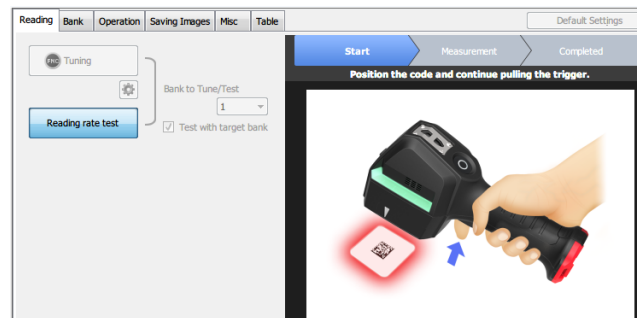 Reading Bank Operation Saving Images Misc Table
Default Settings
FRC Tuning
Bank to Tune/Test
1
Reading rate test
Test with target bank
Start Measurement Completed
Position the code and continue pulling the trigger.